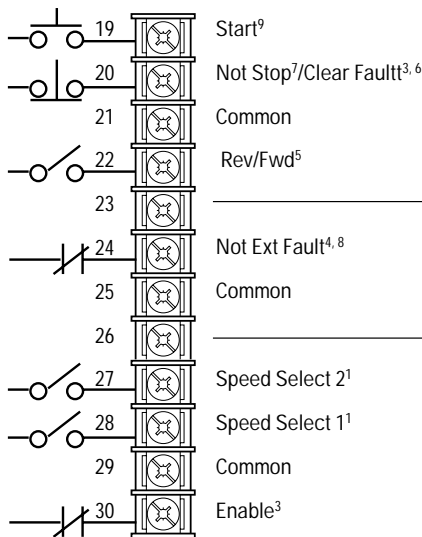 19 Start⁹
20 Not Stop⁷/Clear Faultt³, ⁶
21 Common
22 Rev/Fwd⁵
23
24 Not Ext Fault⁴, ⁸
25 Common
26
27 Speed Select 2¹
28 Speed Select 1¹
29 Common
30 Enable³